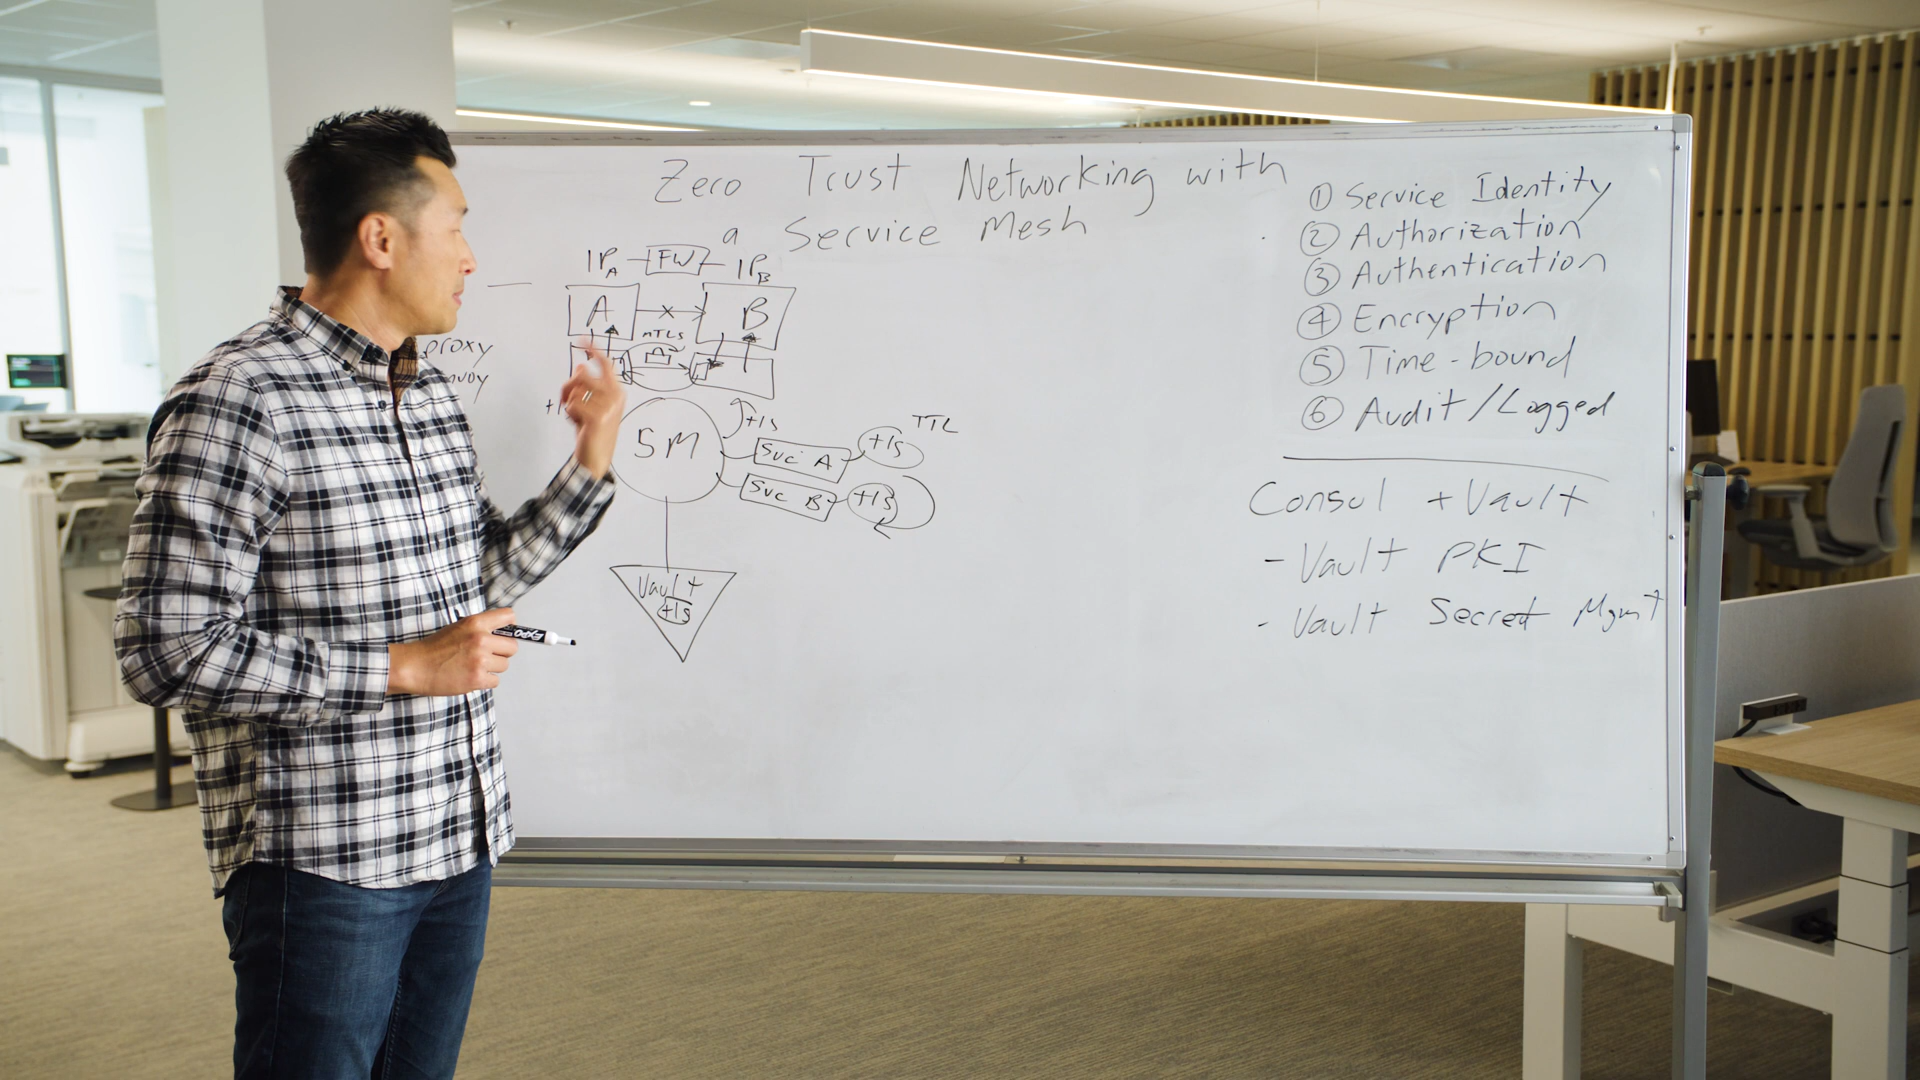 Zero Trust Networking with
a Service Mesh
IP_A FW IP_B
A x B
mTLS
proxy
tls
SM
Svc A tls TTL
Svc B tls
Vault
tls
① Service Identity
② Authorization
③ Authentication
④ Encryption
⑤ Time-bound
⑥ Audit/Logged
Consul + Vault
- Vault PKI
- Vault Secret Mgmt
EXPO